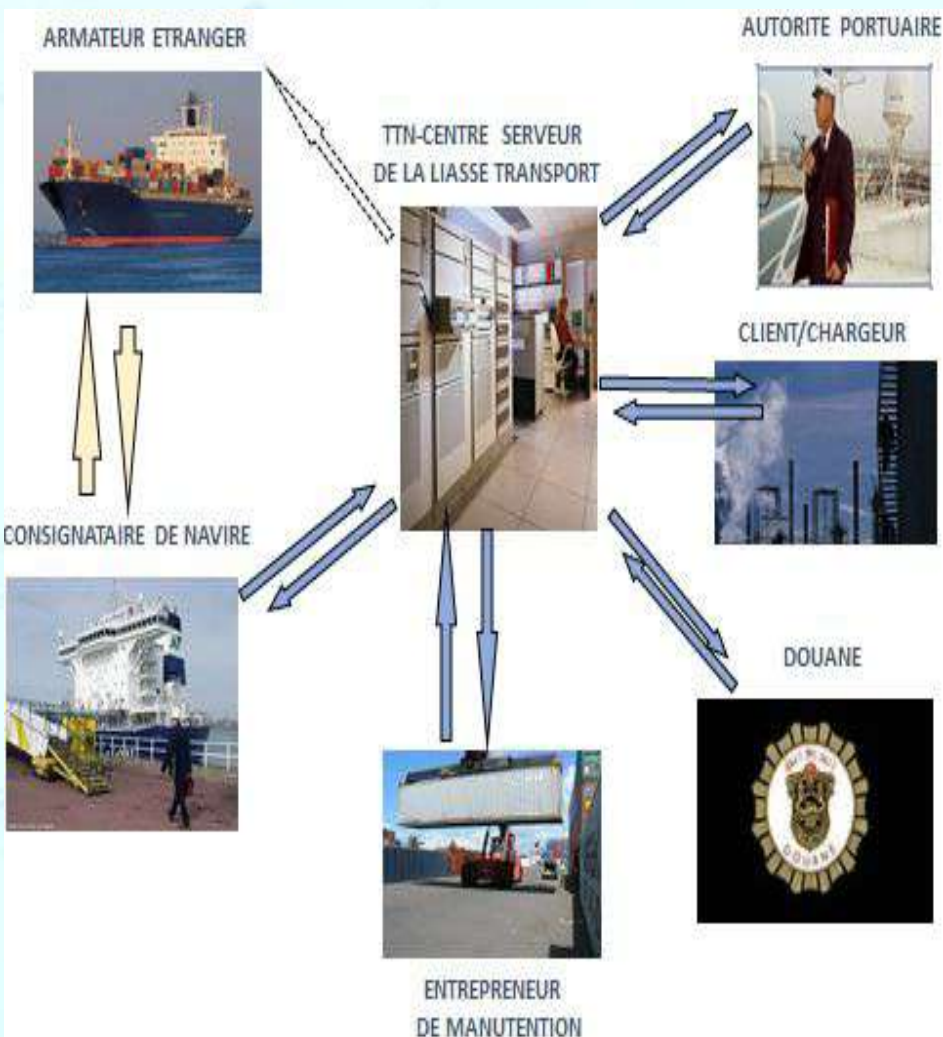 ARMATEUR ETRANGER
AUTORITE PORTUAIRE
TTN-CENTRE SERVEUR
DE LA LIASSE TRANSPORT
CLIENT/CHARGEUR
CONSIGNATAIRE DE NAVIRE
DOUANE
DOUANE
ENTREPRENEUR
DE MANUTENTION